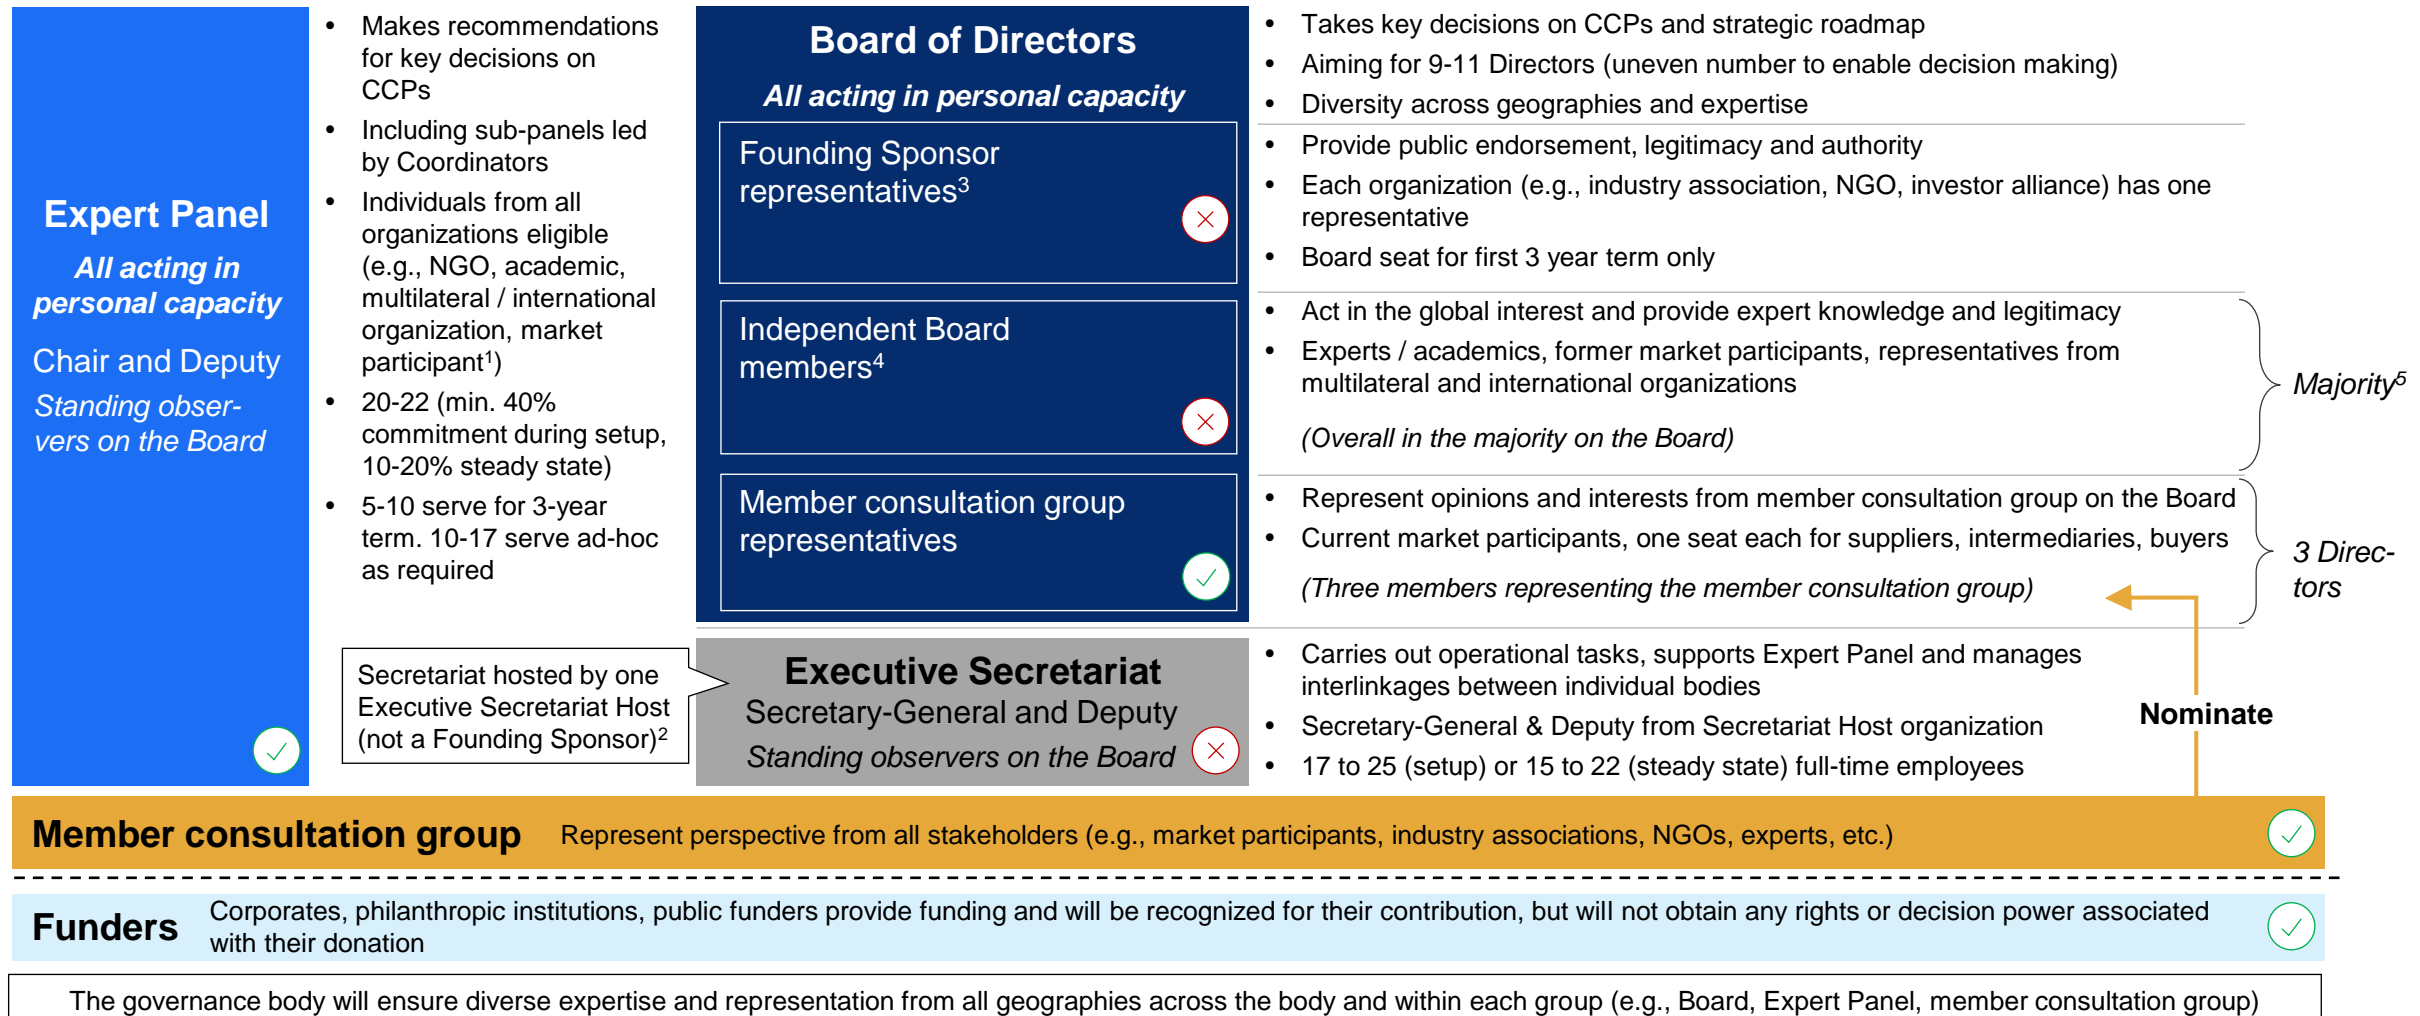 Expert Panel
All acting in
personal capacity
Chair and Deputy
Standing obser-
vers on the Board
• Makes recommendations
for key decisions on
CCPs
• Including sub-panels led
by Coordinators
• Individuals from all
organizations eligible
(e.g., NGO, academic,
multilateral / international
organization, market
participant¹)
• 20-22 (min. 40%
commitment during setup,
10-20% steady state)
• 5-10 serve for 3-year
term. 10-17 serve ad-hoc
as required
Board of Directors
All acting in personal capacity
• Takes key decisions on CCPs and strategic roadmap
• Aiming for 9-11 Directors (uneven number to enable decision making)
• Diversity across geographies and expertise
Founding Sponsor
representatives³
• Provide public endorsement, legitimacy and authority
• Each organization (e.g., industry association, NGO, investor alliance) has one
representative
• Board seat for first 3 year term only
Independent Board
members⁴
• Act in the global interest and provide expert knowledge and legitimacy
• Experts / academics, former market participants, representatives from
multilateral and international organizations
(Overall in the majority on the Board)
Majority⁵
Member consultation group
representatives
• Represent opinions and interests from member consultation group on the Board
• Current market participants, one seat each for suppliers, intermediaries, buyers
(Three members representing the member consultation group)
3 Direc-
tors
Secretariat hosted by one
Executive Secretariat Host
(not a Founding Sponsor)²
Executive Secretariat
Secretary-General and Deputy
Standing observers on the Board
• Carries out operational tasks, supports Expert Panel and manages
interlinkages between individual bodies
• Secretary-General & Deputy from Secretariat Host organization
• 17 to 25 (setup) or 15 to 22 (steady state) full-time employees
Nominate
Member consultation group Represent perspective from all stakeholders (e.g., market participants, industry associations, NGOs, experts, etc.)
Funders Corporates, philanthropic institutions, public funders provide funding and will be recognized for their contribution, but will not obtain any rights or decision power associated
with their donation
The governance body will ensure diverse expertise and representation from all geographies across the body and within each group (e.g., Board, Expert Panel, member consultation group)